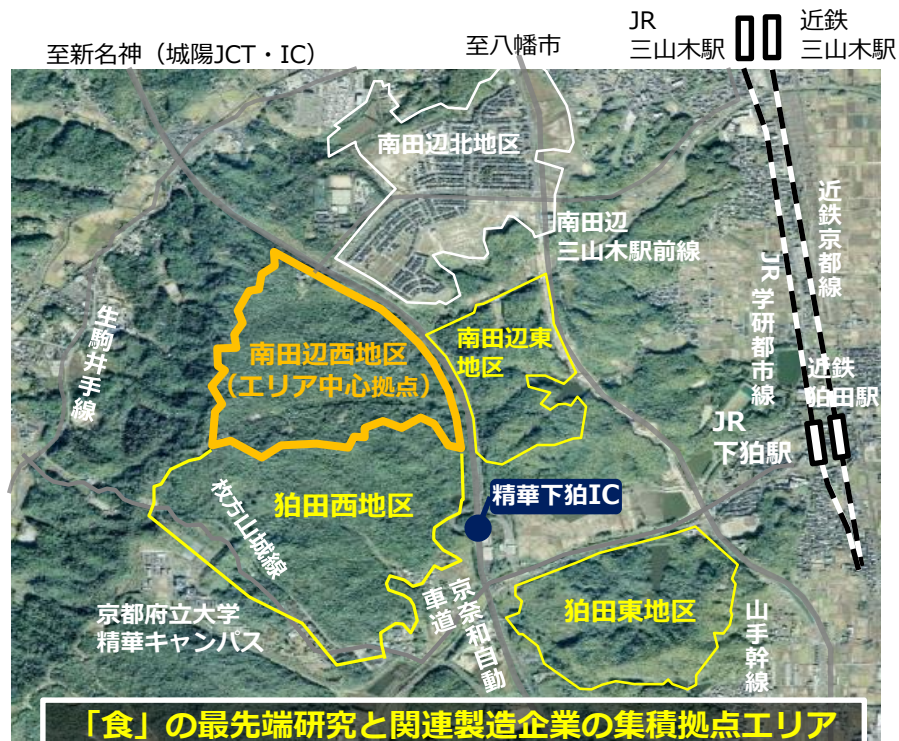 至新名神（城陽JCT・IC）
至八幡市
JR
三山木駅
近鉄
三山木駅
南田辺北地区
南田辺
三山木駅前線
近鉄京都線
JR学研都市線
生駒井手線
南田辺西地区
（エリア中心拠点）
南田辺東
地区
近鉄
狛田駅
JR
下狛駅
精華下狛IC
狛田西地区
枚方山城線
京都府立大学
精華キャンパス
京奈和自動
車道
狛田東地区
山手幹線
「食」の最先端研究と関連製造企業の集積拠点エリア